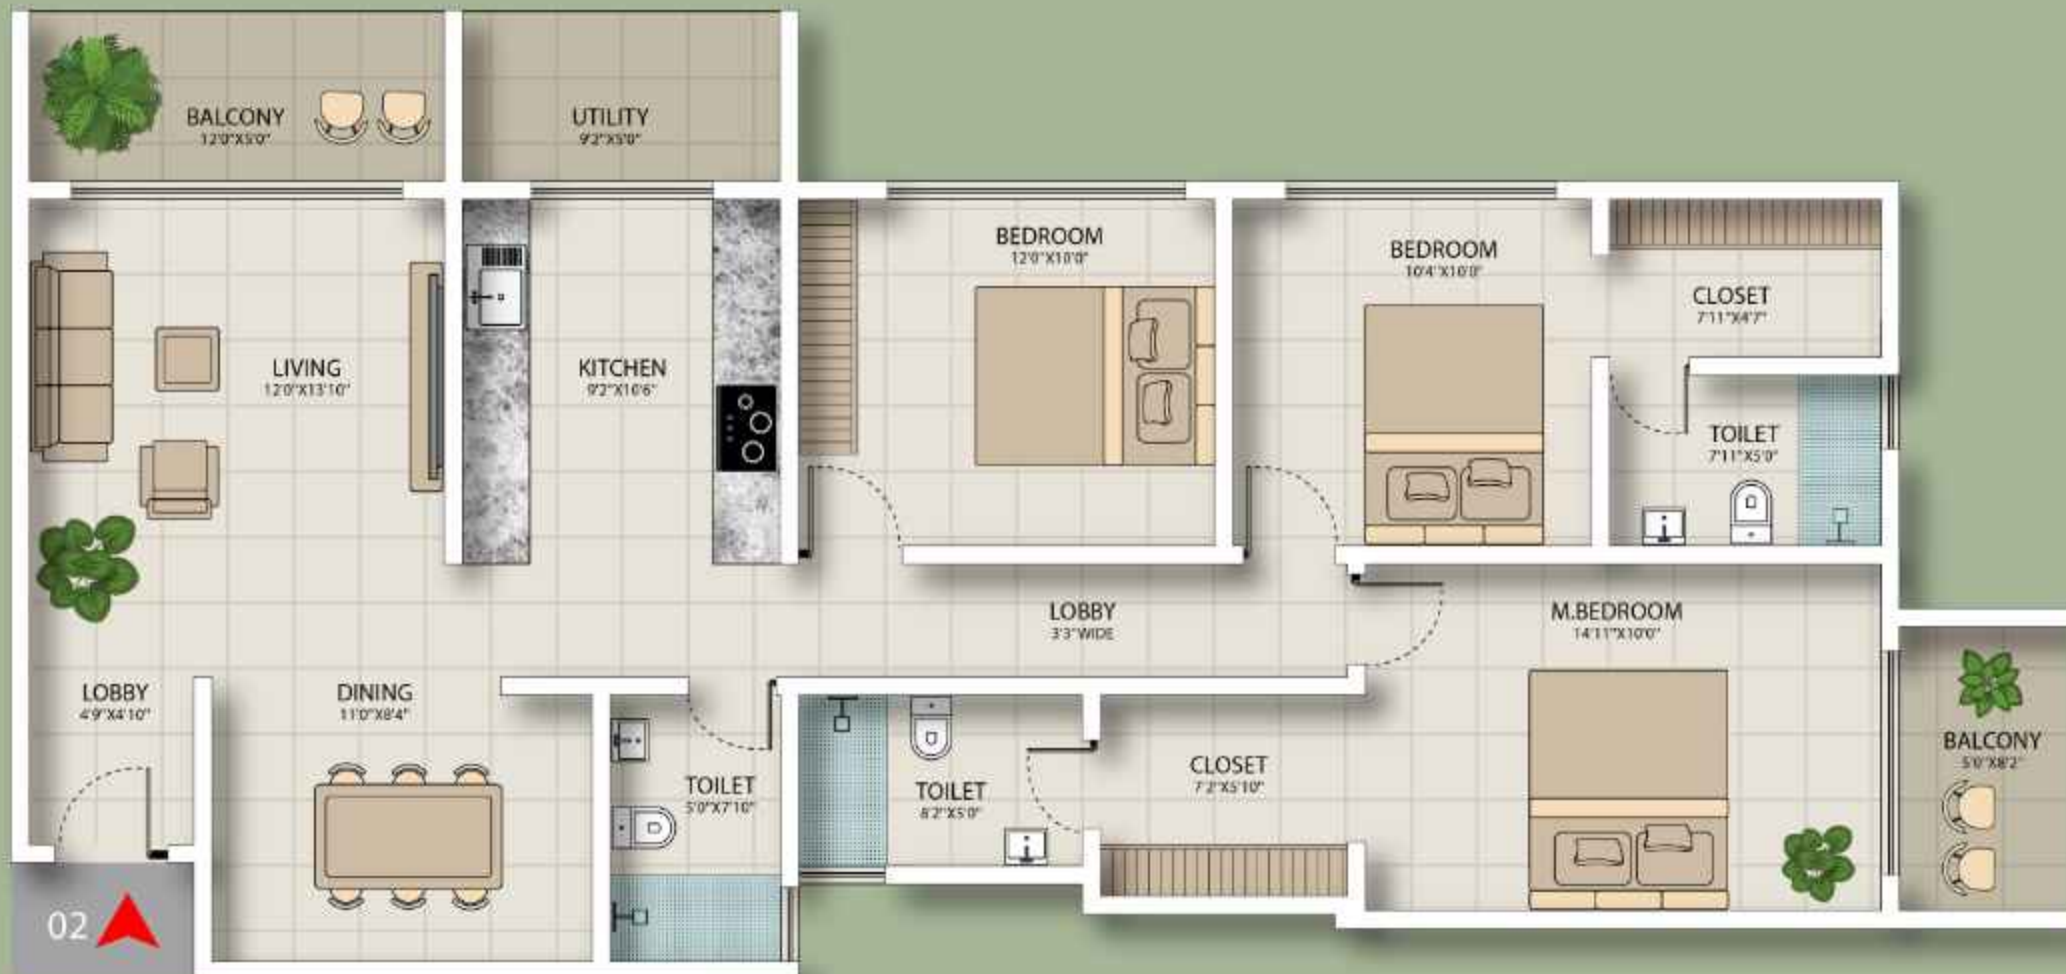 BALCONY
12'0"X5'0"
UTILITY
9'2"X5'0"
BEDROOM
12'0"X10'0"
BEDROOM
10'4"X10'0"
CLOSET
7'11"X4'7"
LIVING
12'0"X13'10"
KITCHEN
9'2"X10'6"
TOILET
7'11"X5'0"
LOBBY
3'3"WIDE
M.BEDROOM
14'11"X10'0"
LOBBY
4'9"X4'10"
DINING
11'0"X8'4"
TOILET
5'0"X7'10"
TOILET
8'2"X5'0"
CLOSET
7'2"X5'10"
BALCONY
5'0"X8'2"
02